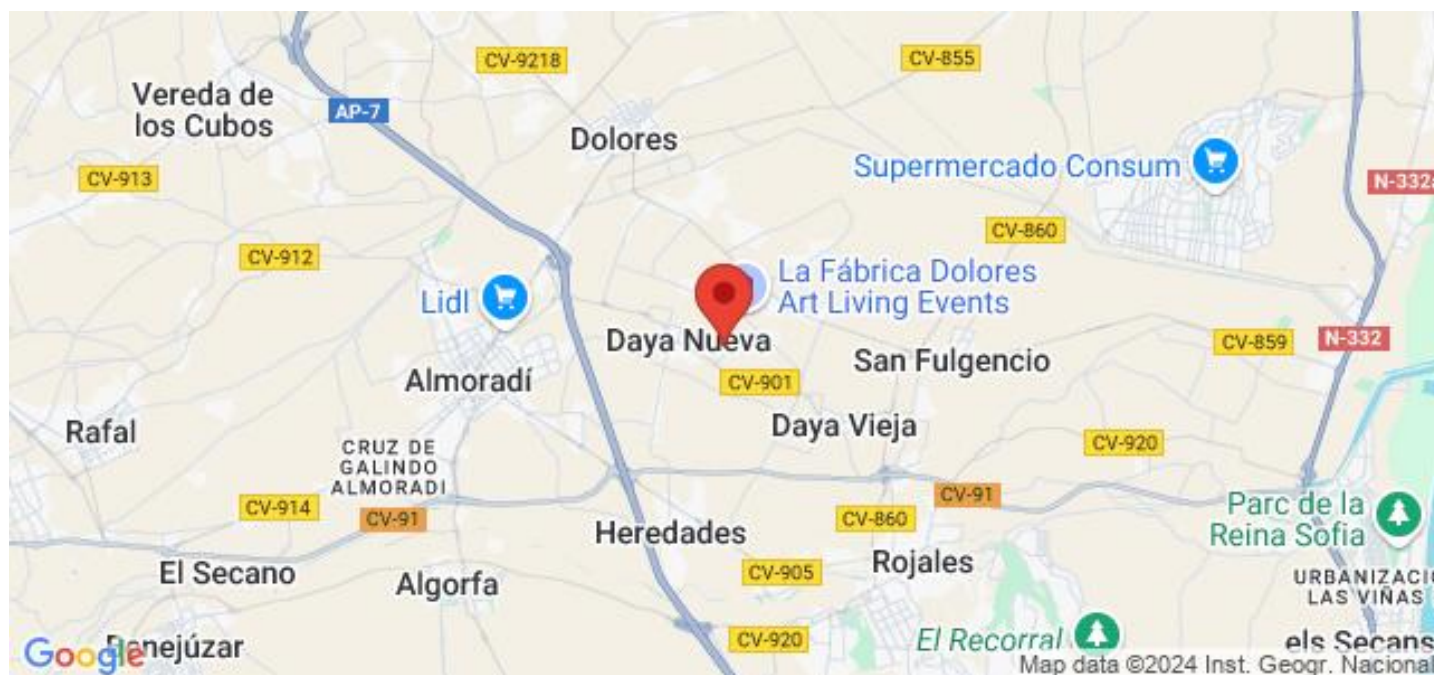 CV-9218
CV-855
Vereda de
los Cubos
AP-7
Dolores
Supermercado Consum
CV-913
N-332a
CV-860
CV-912
La Fábrica Dolores
Art Living Events
Lidl
Daya Nueva
CV-859
N-332
San Fulgencio
Almoradí
CV-901
Rafal
Daya Vieja
CV-920
CRUZ DE
GALINDO
ALMORADI
CV-914
CV-91
CV-91
CV-860
Parc de la
Reina Sofia
Heredades
El Secano
CV-905
Rojales
Algorfa
URBANIZACIÓ
LAS VIÑAS
CV-920
El Recorral
els Secans
Google
Benejúzar
Map data ©2024 Inst. Geogr. Nacional